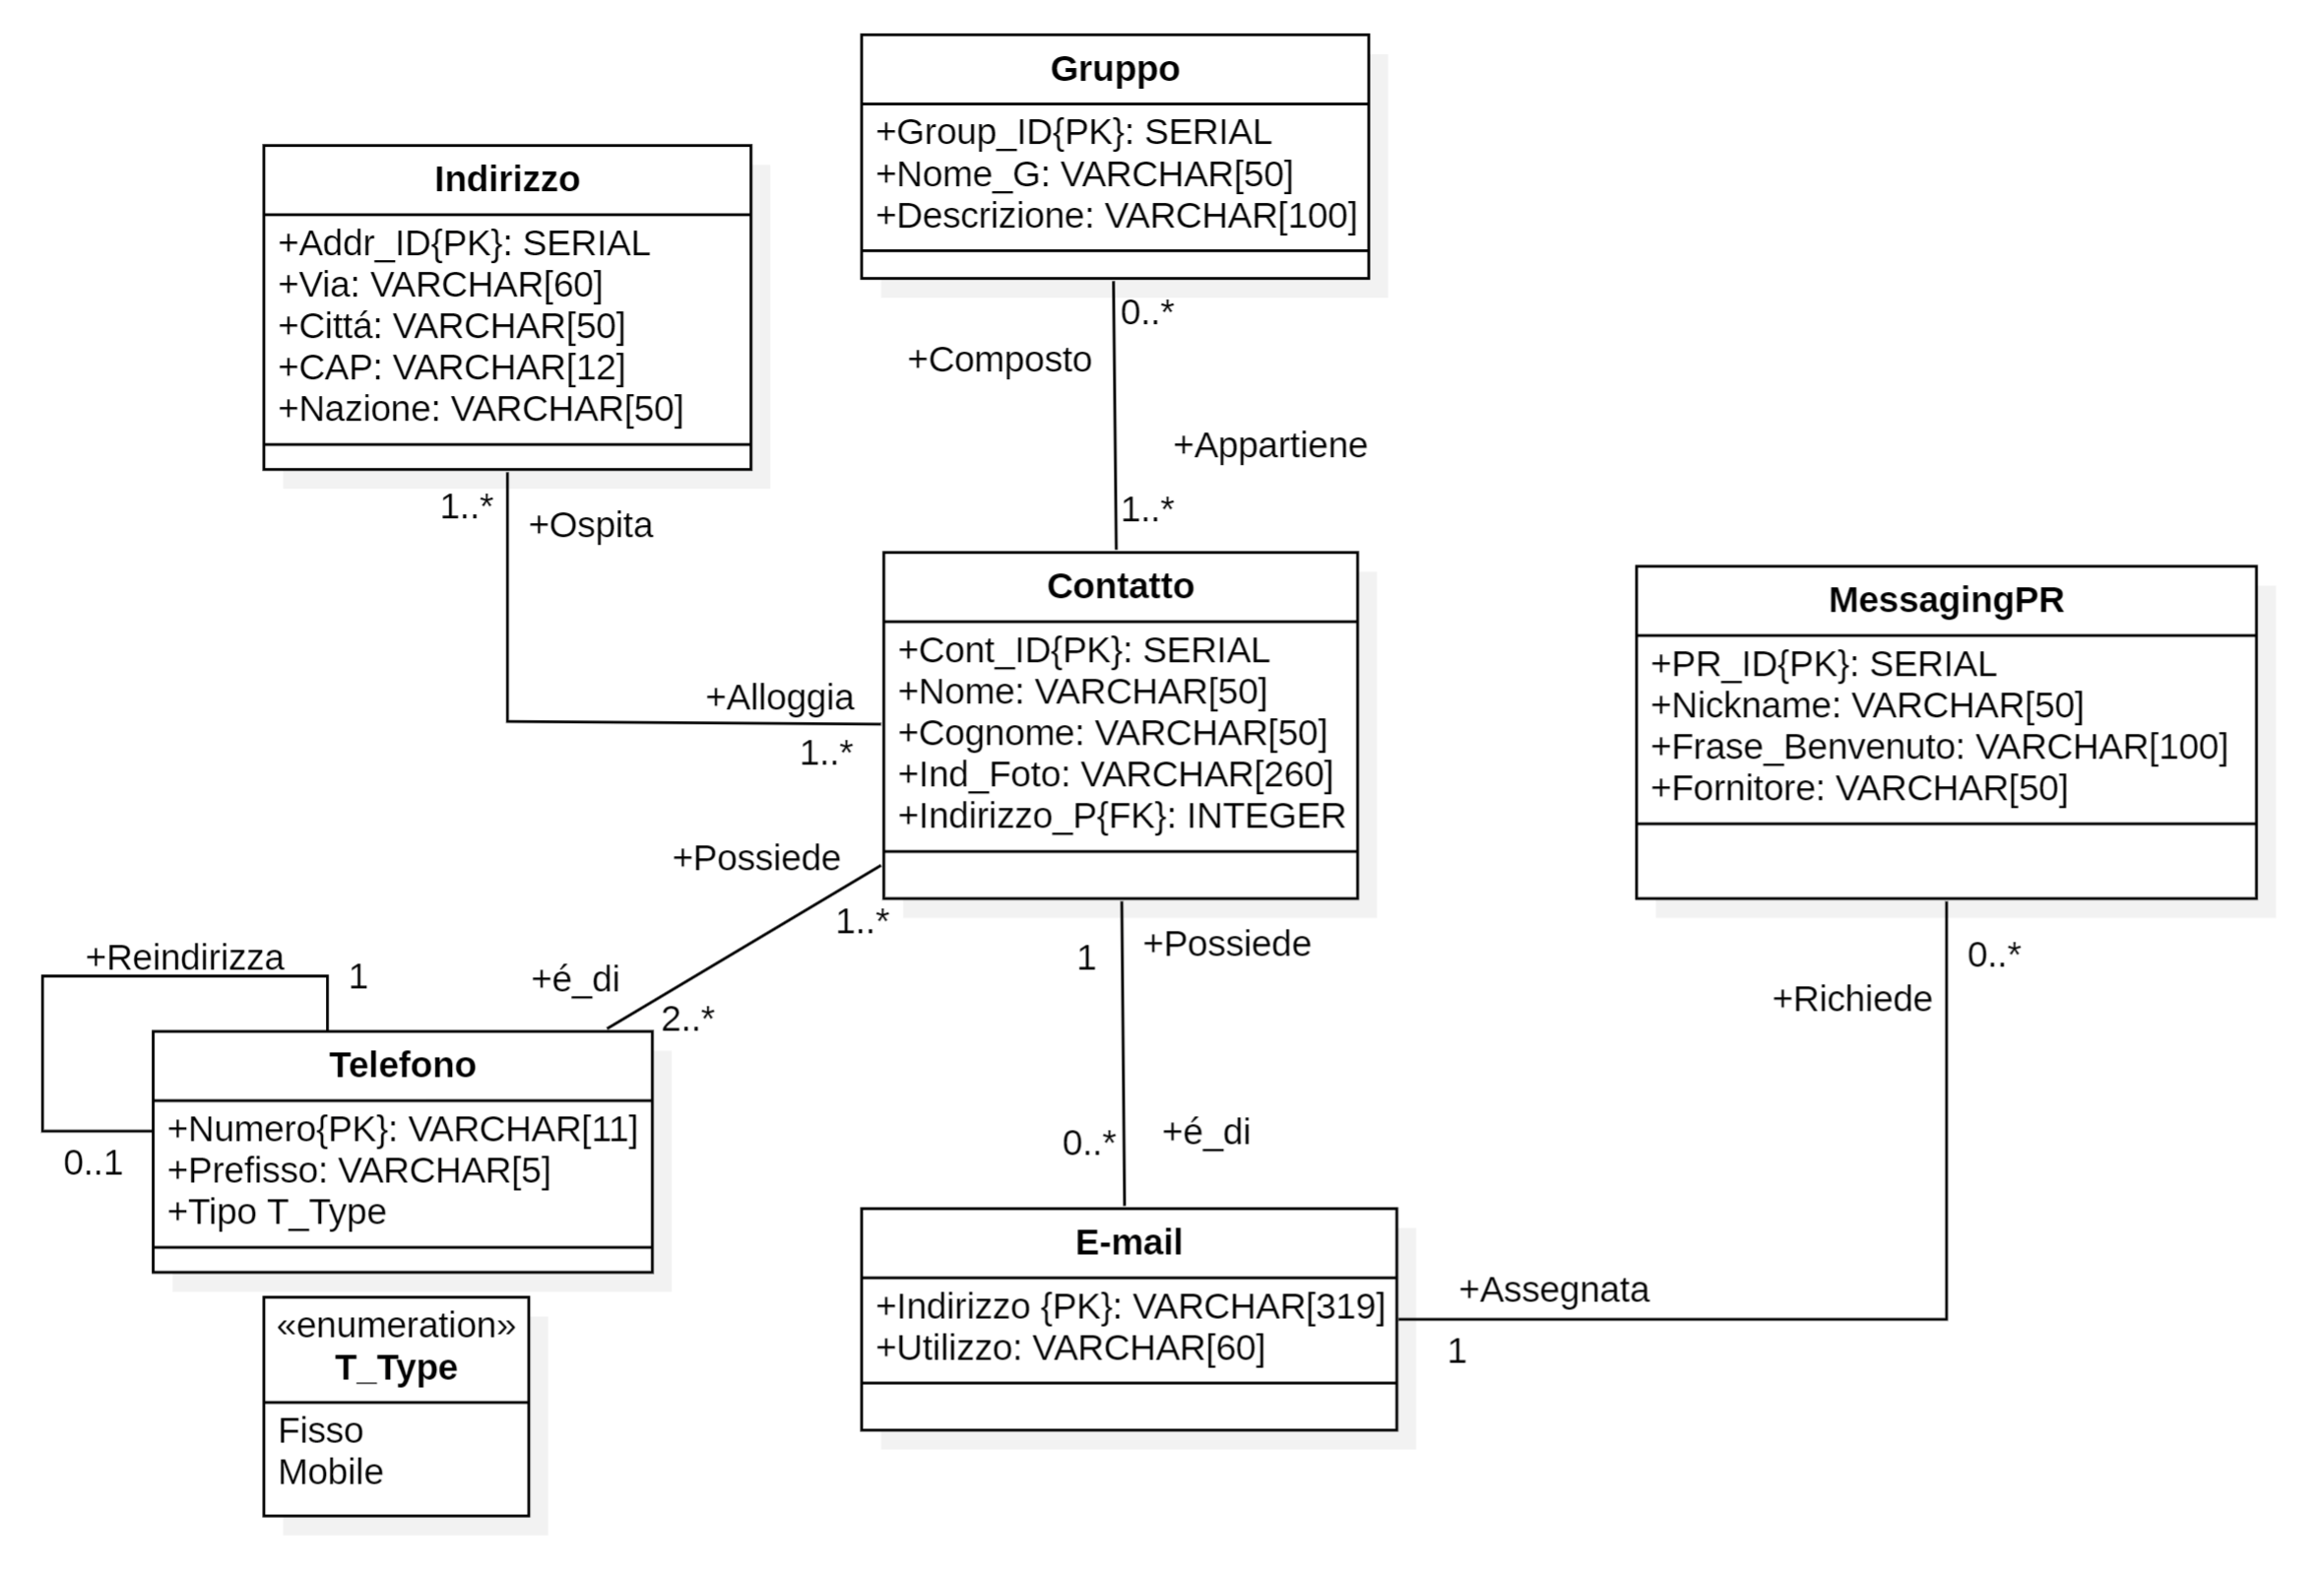 Gruppo
+Group_ID{PK}: SERIAL
+Nome_G: VARCHAR[50]
+Descrizione: VARCHAR[100]
Indirizzo
+Addr_ID{PK}: SERIAL
+Via: VARCHAR[60]
+Cittá: VARCHAR[50]
+CAP: VARCHAR[12]
+Nazione: VARCHAR[50]
0..*
+Composto
+Appartiene
1..*
1..*
+Ospita
+Alloggia
1..*
Contatto
+Cont_ID{PK}: SERIAL
+Nome: VARCHAR[50]
+Cognome: VARCHAR[50]
+Ind_Foto: VARCHAR[260]
+Indirizzo_P{FK}: INTEGER
MessagingPR
+PR_ID{PK}: SERIAL
+Nickname: VARCHAR[50]
+Frase_Benvenuto: VARCHAR[100]
+Fornitore: VARCHAR[50]
+Possiede
1..*
+é_di
2..*
+Reindirizza
1
0..1
Telefono
+Numero{PK}: VARCHAR[11]
+Prefisso: VARCHAR[5]
+Tipo T_Type
«enumeration»
T_Type
Fisso
Mobile
1
+Possiede
0..*
+é_di
E-mail
+Indirizzo {PK}: VARCHAR[319]
+Utilizzo: VARCHAR[60]
0..*
+Richiede
+Assegnata
1